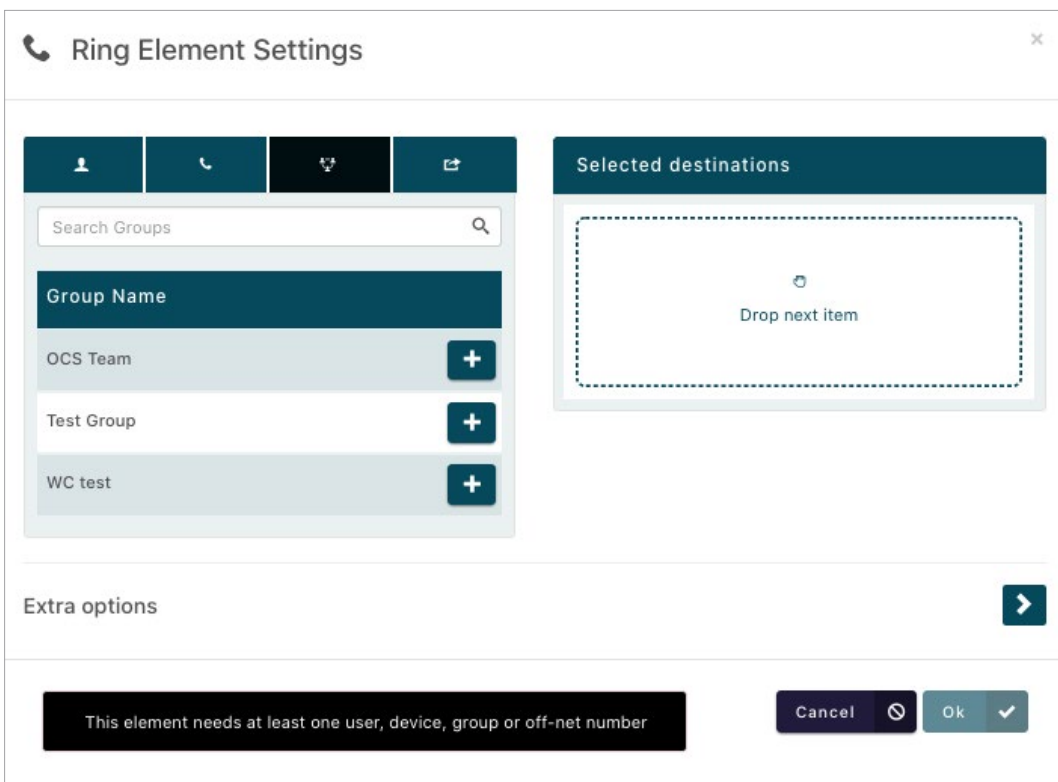 Ring Element Settings
Search Groups
Group Name
OCS Team
Test Group
WC test
Selected destinations
Drop next item
Extra options
This element needs at least one user, device, group or off-net number
Cancel
Ok